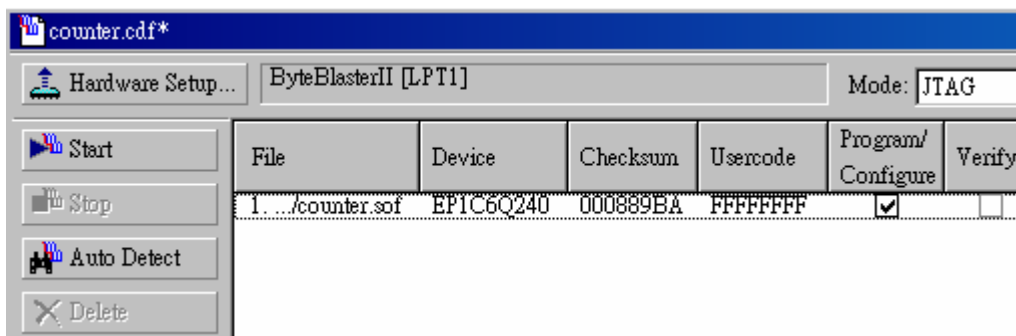 counter.cdf*
Hardware Setup... ByteBlasterII [LPT1] Mode: JTAG
Start
Stop
Auto Detect
Delete
File Device Checksum Usercode Program/ Configure Verify
1. .../counter.sof EP1C6Q240 000889BA FFFFFFFF